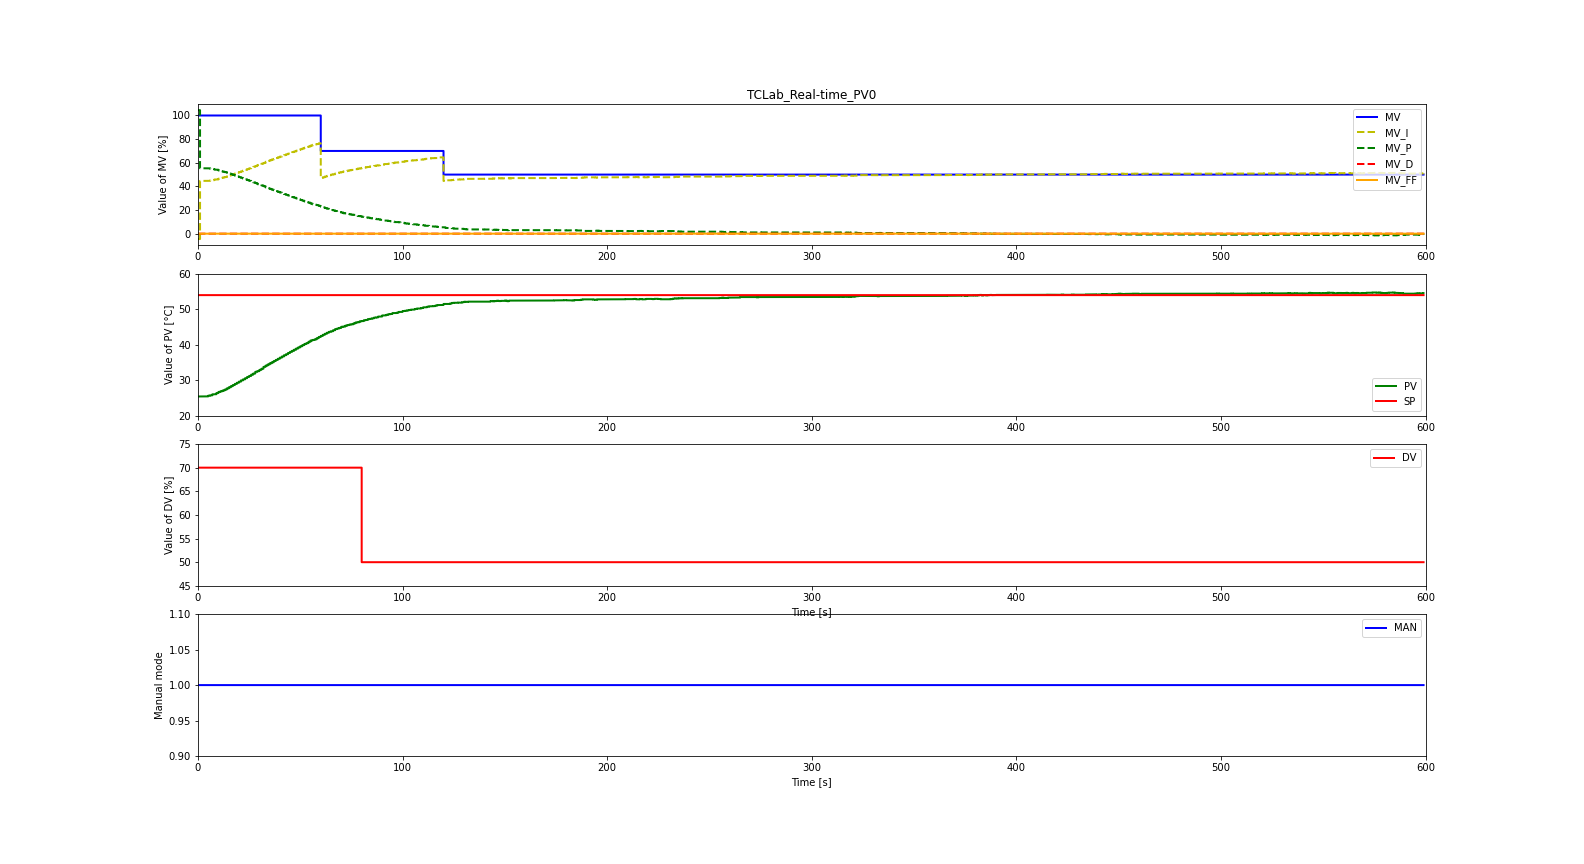 TCLab_Real-time_PV0
Value of MV [%]
100
80
60
40
20
0
MV
MV_I
MV_P
MV_D
MV_FF
0 100 200 300 400 500 600
Value of PV [°C]
60
50
40
30
20
PV
SP
0 100 200 300 400 500 600
Value of DV [%]
75
70
65
60
55
50
45
DV
0 100 200 300 400 500 600
Time [s]
Manual mode
1.10
1.05
1.00
0.95
0.90
MAN
0 100 200 300 400 500 600
Time [s]